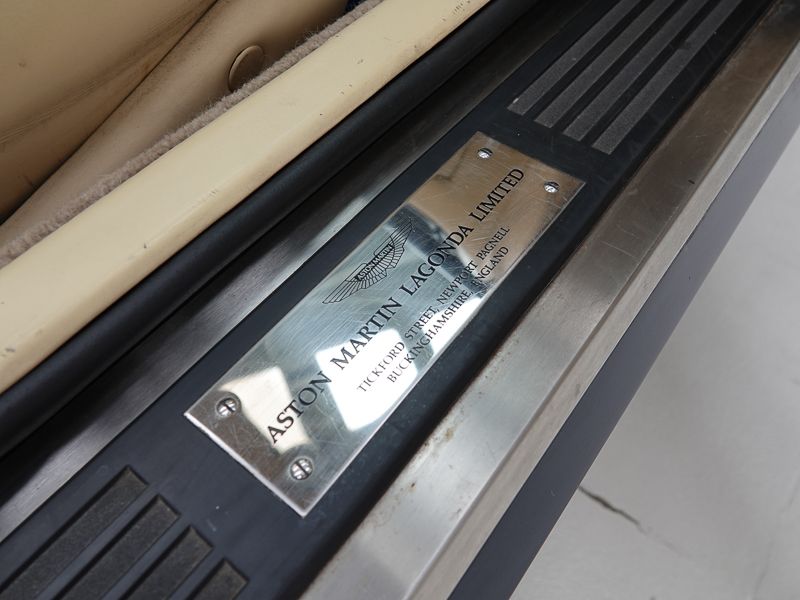 ASTON MARTIN
ASTON MARTIN LAGONDA LIMITED
TICKFORD STREET, NEWPORT PAGNELL
BUCKINGHAMSHIRE, ENGLAND